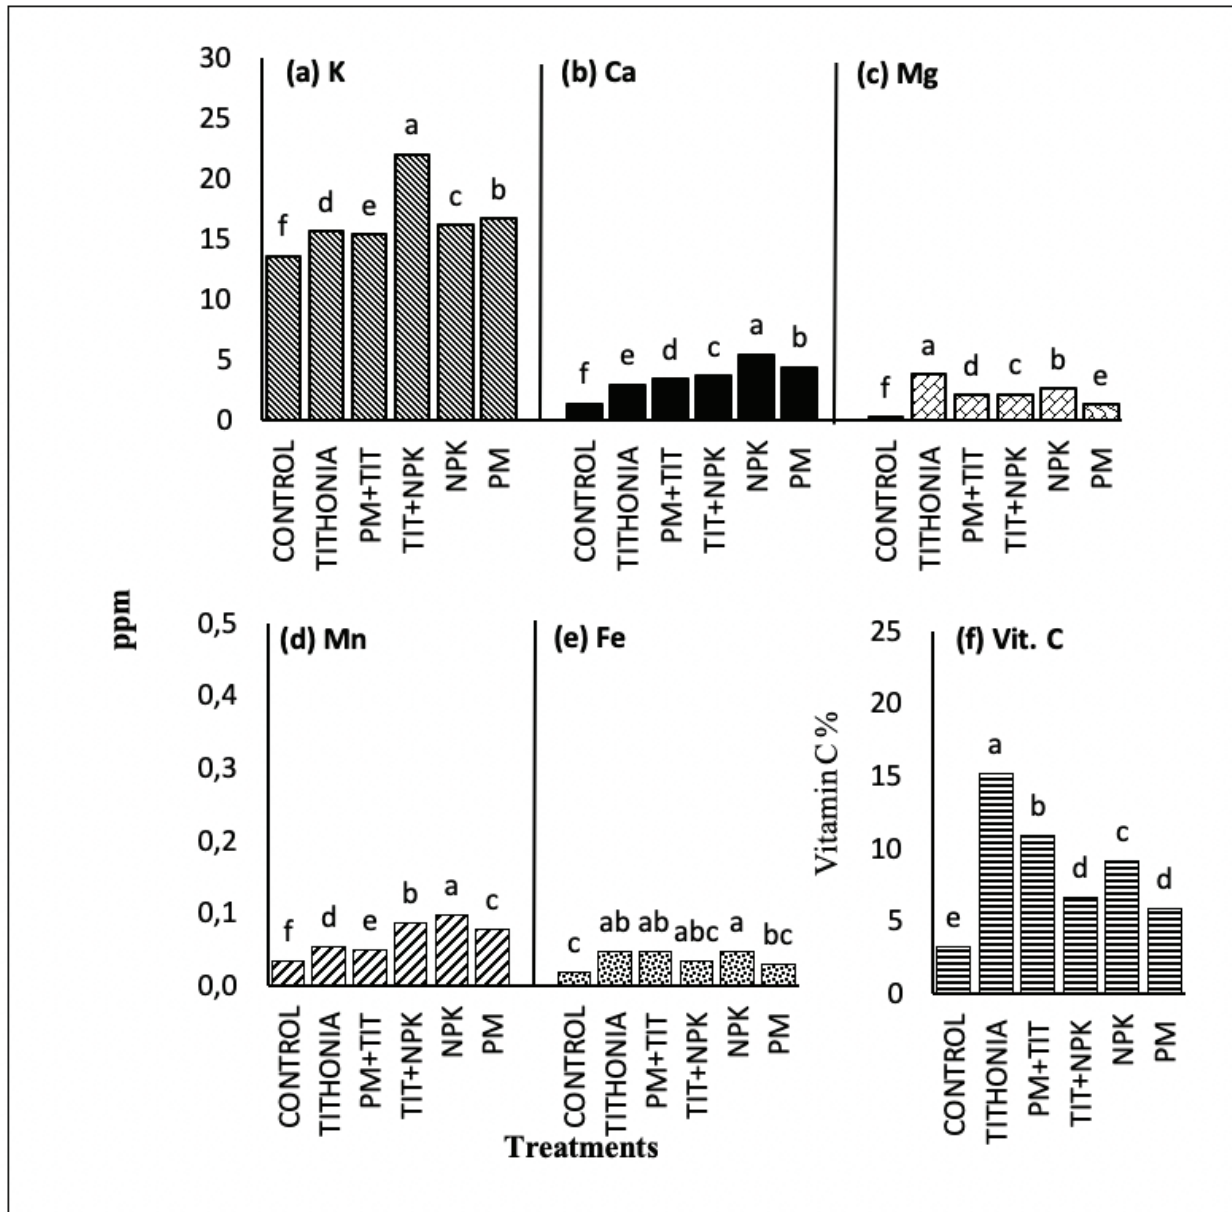 30
25
20
15
10
5
0
(a) K
f
d
e
a
c
b
CONTROL
TITHONIA
PM+TIT
TIT+NPK
NPK
PM
(b) Ca
f
e
d
c
a
b
CONTROL
TITHONIA
PM+TIT
TIT+NPK
NPK
PM
(c) Mg
f
a
d
c
b
e
CONTROL
TITHONIA
PM+TIT
TIT+NPK
NPK
PM
ppm
0,5
0,4
0,3
0,2
0,1
0,0
(d) Mn
f
d
e
b
a
c
CONTROL
TITHONIA
PM+TIT
TIT+NPK
NPK
PM
(e) Fe
c
ab
ab
abc
a
bc
CONTROL
TITHONIA
PM+TIT
TIT+NPK
NPK
PM
Vitamin C %
25
20
15
10
5
0
(f) Vit. C
e
a
b
d
c
d
CONTROL
TITHONIA
PM+TIT
TIT+NPK
NPK
PM
Treatments